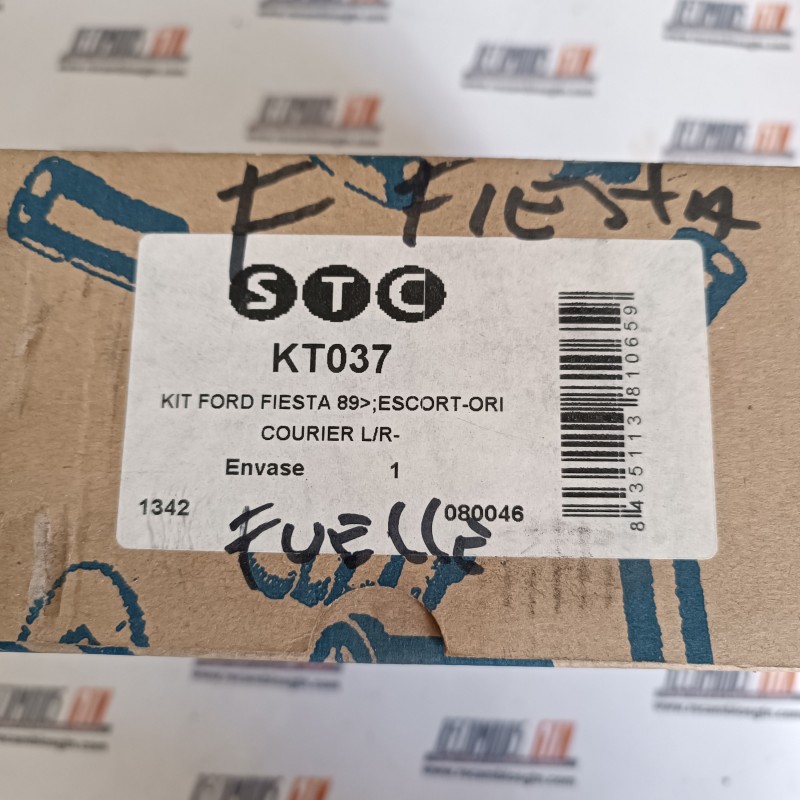 F FIESTA
STC
KT037
KIT FORD FIESTA 89>;ESCORT-ORI
COURIER L/R-
Envase 1
1342 080046
FUELLE
8435113810659